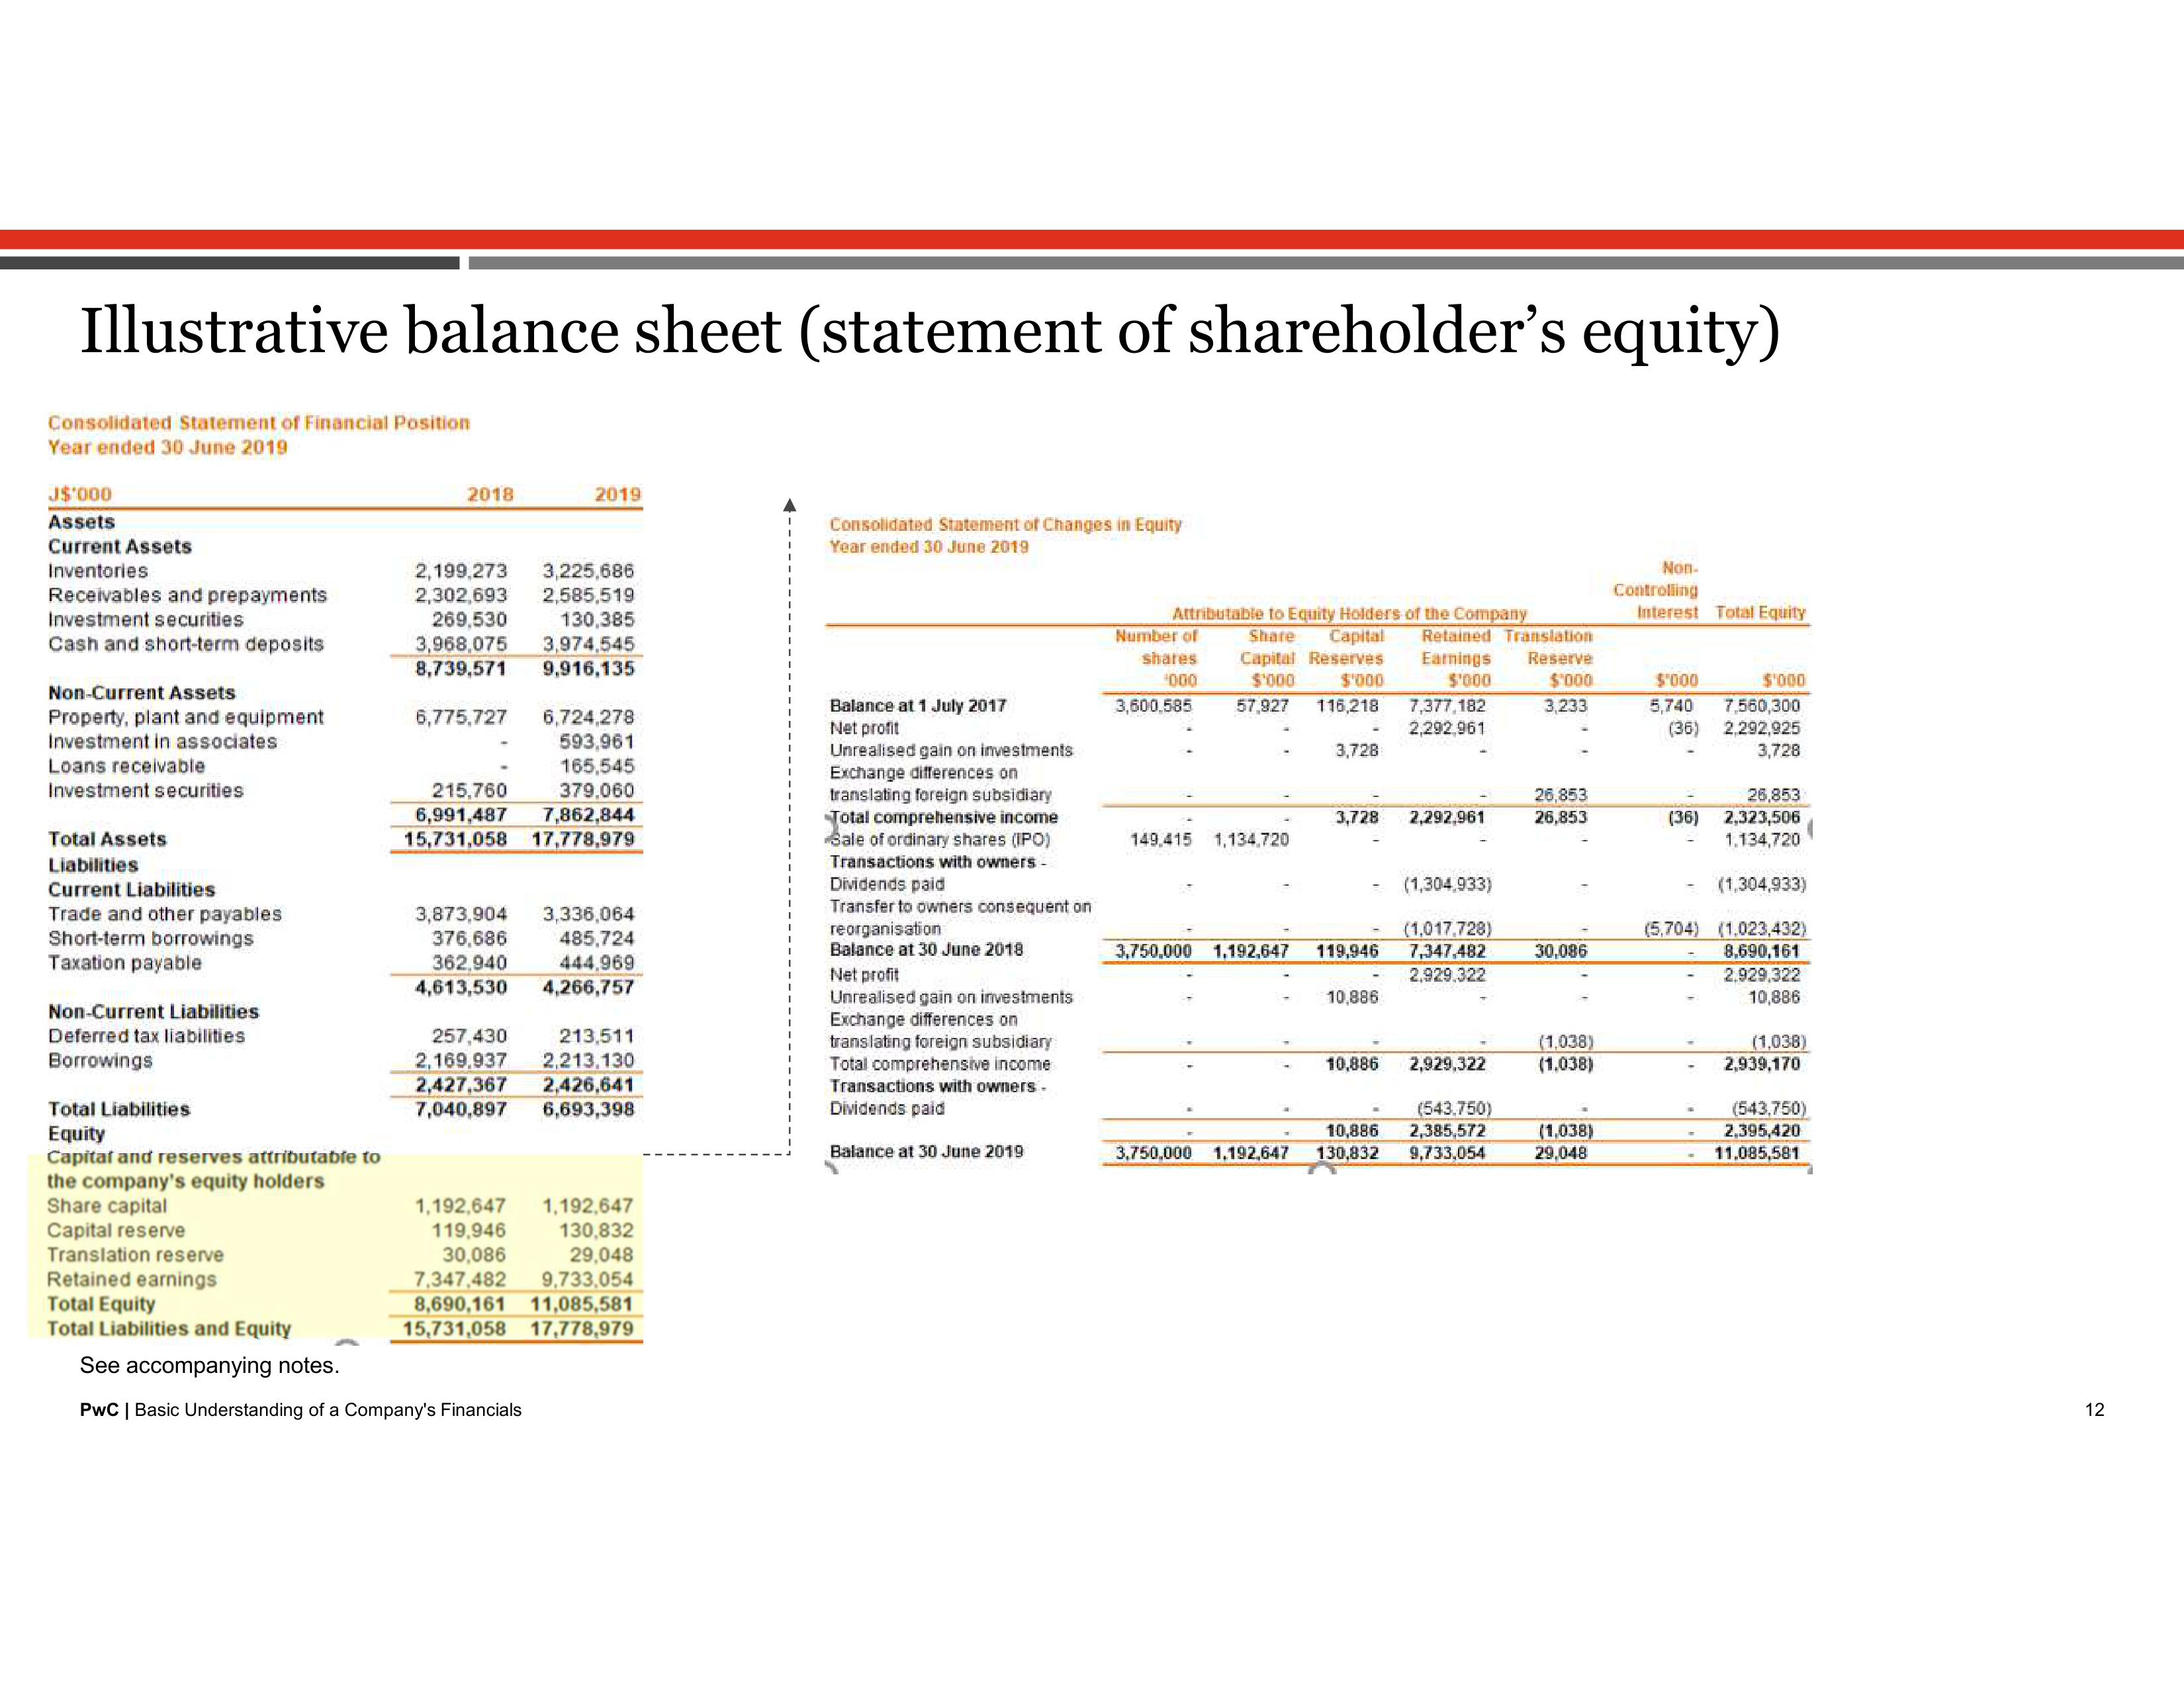 Illustrative balance sheet (statement of shareholder’s equity)
Consolidated Statement of Financial Position
Year ended 30 June 2019
J$'000 2018 2019
Assets
Current Assets
Inventories 2,199,273 3,225,686
Receivables and prepayments 2,302,693 2,585,519
Investment securities 269,530 130,385
Cash and short-term deposits 3,968,075 3,974,545
8,739,571 9,916,135
Non-Current Assets
Property, plant and equipment 6,775,727 6,724,278
Investment in associates - 593,961
Loans receivable - 165,545
Investment securities 215,760 379,060
6,991,487 7,862,844
Total Assets 15,731,058 17,778,979
Liabilities
Current Liabilities
Trade and other payables 3,873,904 3,336,064
Short-term borrowings 376,686 485,724
Taxation payable 362,940 444,969
4,613,530 4,266,757
Non-Current Liabilities
Deferred tax liabilities 257,430 213,511
Borrowings 2,169,937 2,213,130
2,427,367 2,426,641
Total Liabilities 7,040,897 6,693,398
Equity
Capital and reserves attributable to
the company's equity holders
Share capital 1,192,647 1,192,647
Capital reserve 119,946 130,832
Translation reserve 30,086 29,048
Retained earnings 7,347,482 9,733,054
Total Equity 8,690,161 11,085,581
Total Liabilities and Equity 15,731,058 17,778,979
Consolidated Statement of Changes in Equity
Year ended 30 June 2019
Non-
Controlling
Attributable to Equity Holders of the Company Interest Total Equity
Number of Share Capital Retained Translation
shares Capital Reserves Earnings Reserve
'000 $'000 $'000 $'000 $'000 $'000 $'000
Balance at 1 July 2017 3,600,585 57,927 116,218 7,377,182 3,233 5,740 7,560,300
Net profit - - - 2,292,961 - (36) 2,292,925
Unrealised gain on investments - - 3,728 - - - 3,728
Exchange differences on
translating foreign subsidiary - - - - 26,853 - 26,853
Total comprehensive income - - 3,728 2,292,961 26,853 (36) 2,323,506
Sale of ordinary shares (IPO) 149,415 1,134,720 - - - - 1,134,720
Transactions with owners -
Dividends paid - - - (1,304,933) - - (1,304,933)
Transfer to owners consequent on
reorganisation - - - (1,017,728) - (5,704) (1,023,432)
Balance at 30 June 2018 3,750,000 1,192,647 119,946 7,347,482 30,086 - 8,690,161
Net profit - - - 2,929,322 - - 2,929,322
Unrealised gain on investments - - 10,886 - - - 10,886
Exchange differences on
translating foreign subsidiary - - - - (1,038) - (1,038)
Total comprehensive income - - 10,886 2,929,322 (1,038) - 2,939,170
Transactions with owners -
Dividends paid - - - (543,750) - - (543,750)
- - 10,886 2,385,572 (1,038) - 2,395,420
Balance at 30 June 2019 3,750,000 1,192,647 130,832 9,733,054 29,048 - 11,085,581
See accompanying notes.
PwC | Basic Understanding of a Company's Financials
12